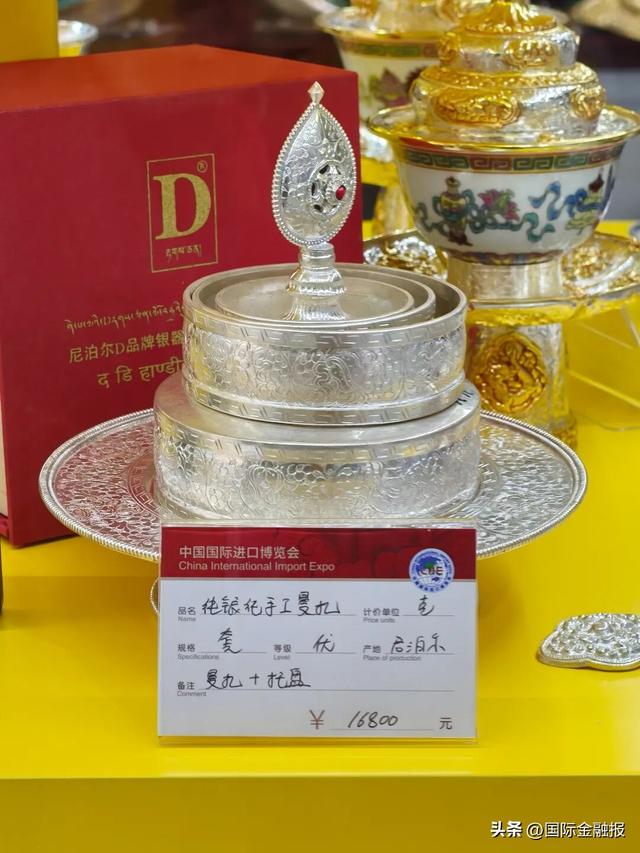 D®
རྟགས་ཅན།
尼泊尔D品牌银器
द डि हाण्डी
中国国际进口博览会
China International Import Expo
品名 纯银纯手工曼扎 计价单位
Name Price units
规格 套 等级 优 产地 尼泊尔
Specifications Level Place of production
备注 曼扎+托盘
Comment
¥ 16800 元
头条 @国际金融报